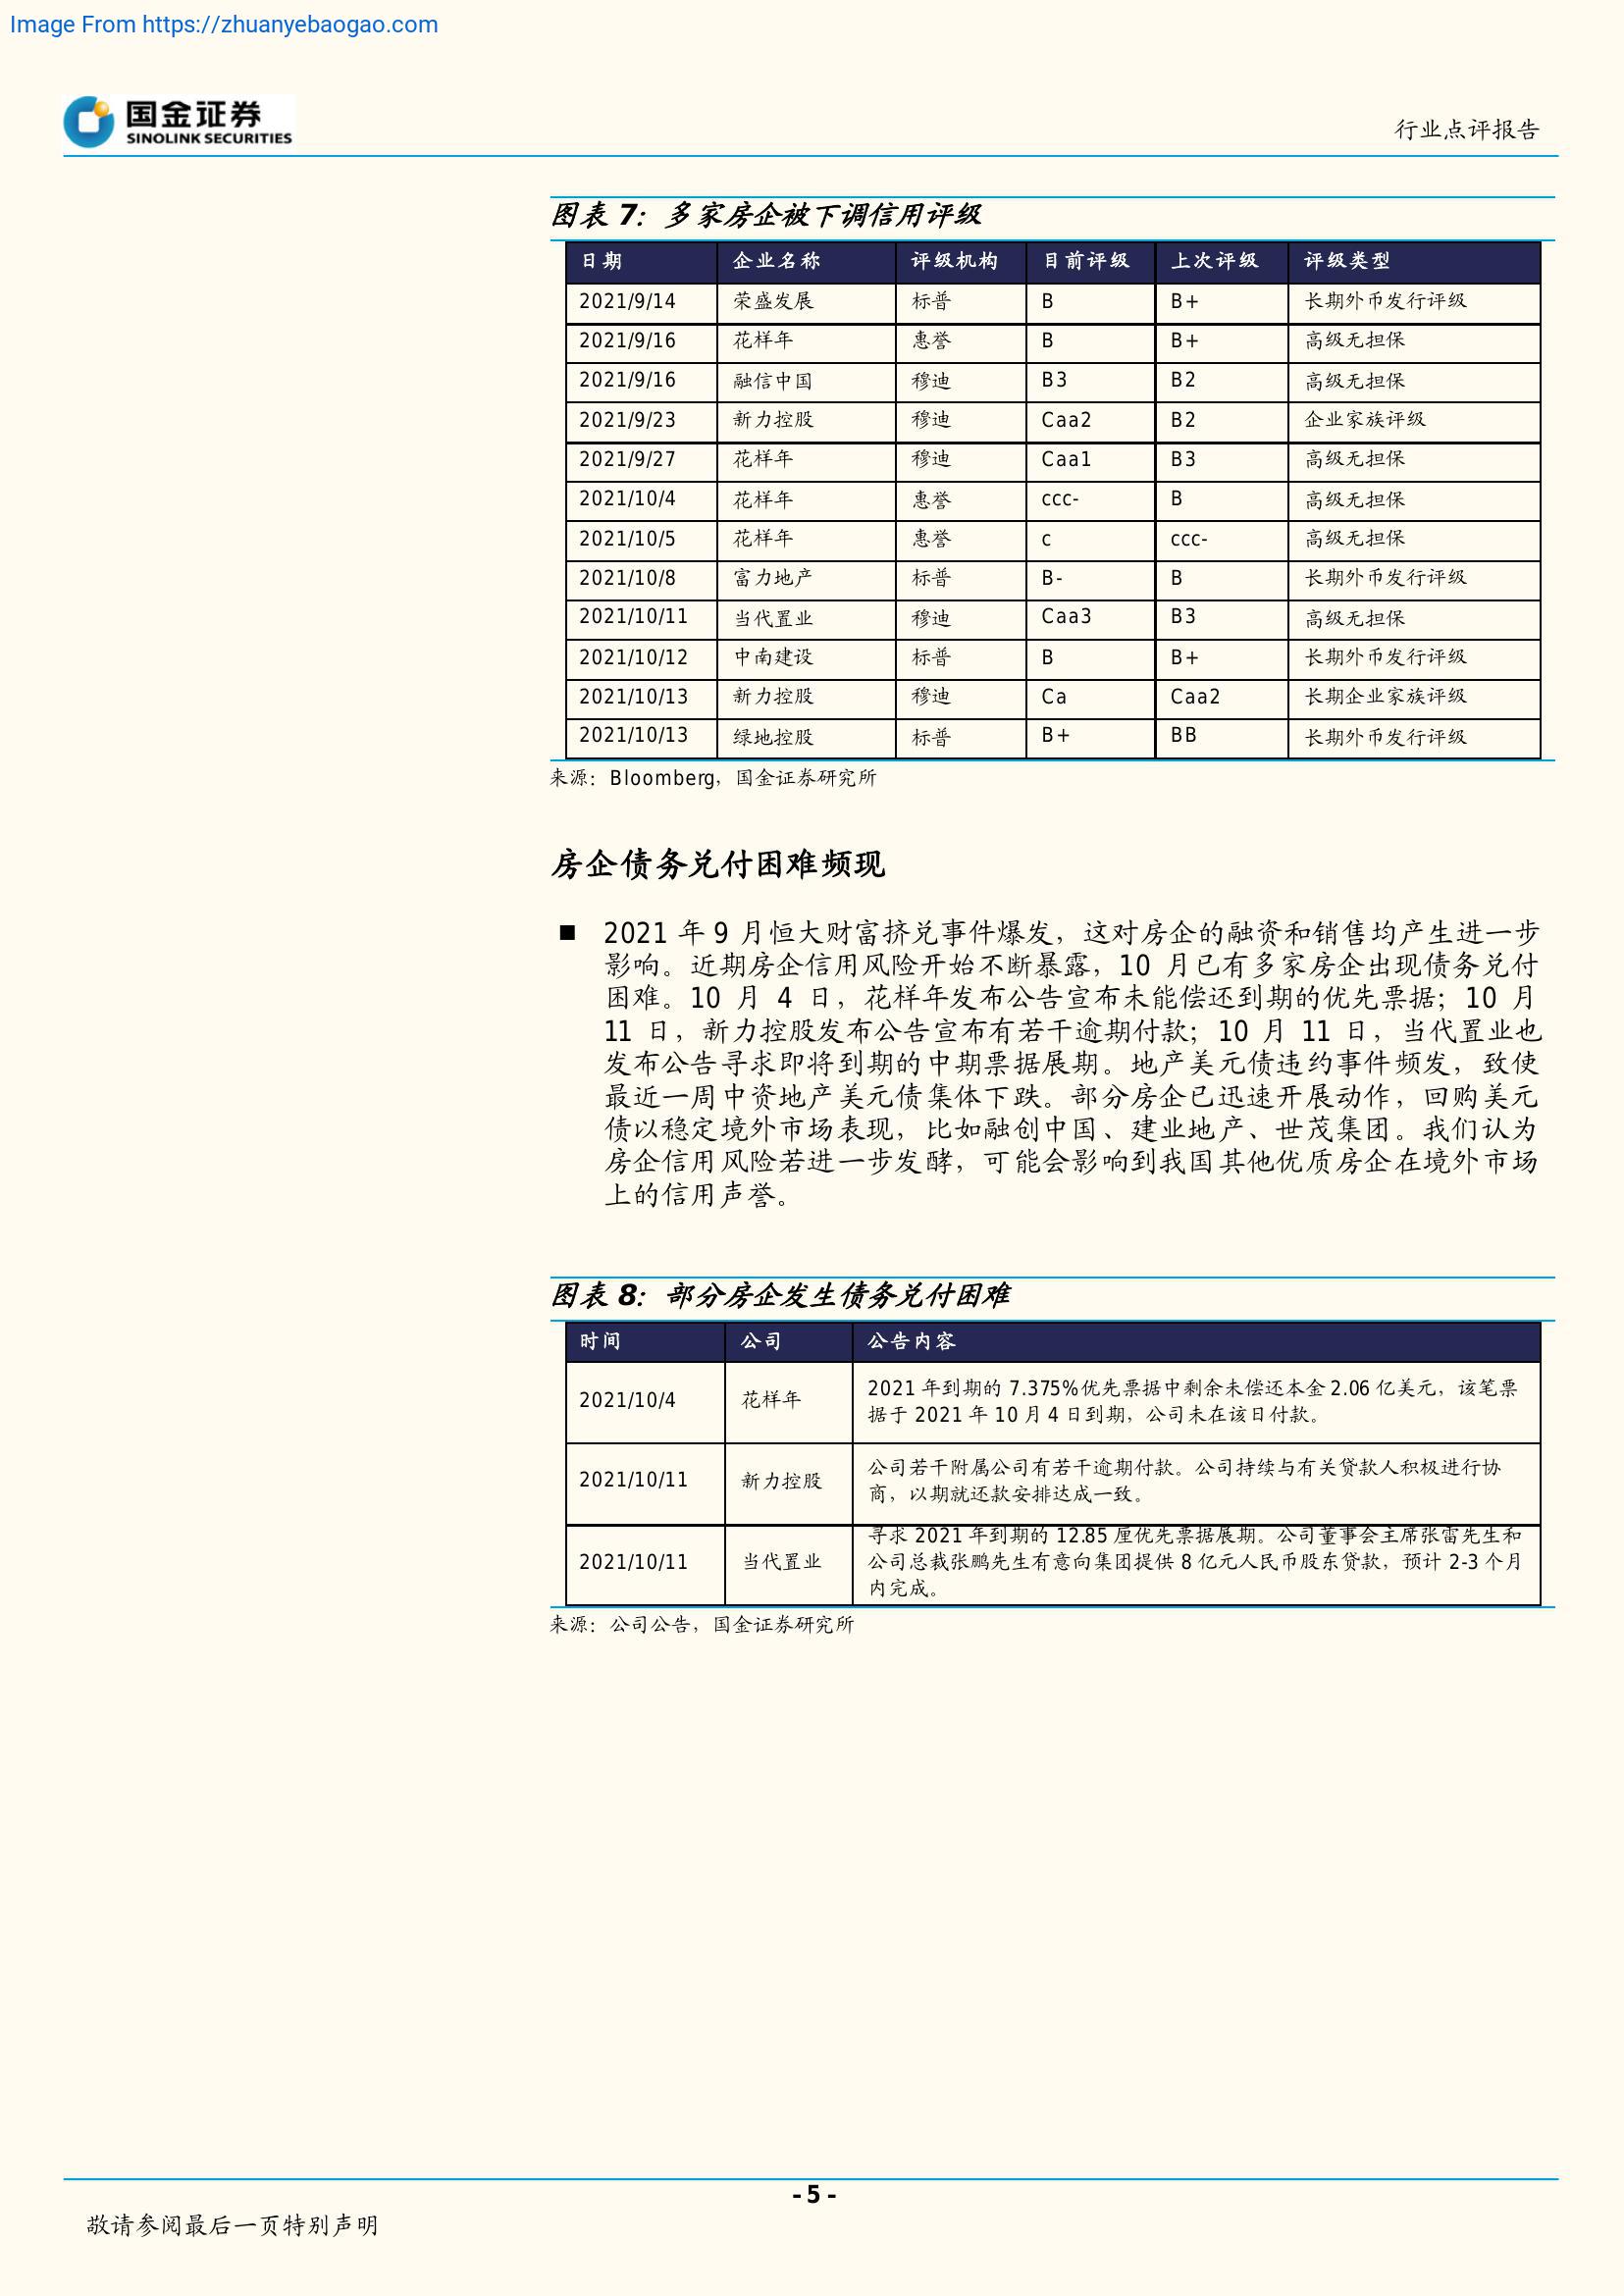 Image From https://zhuanyebaogao.com
国金证券
SINOLINK SECURITIES
行业点评报告
图表 7：多家房企被下调信用评级
日期 企业名称 评级机构 目前评级 上次评级 评级类型
2021/9/14 荣盛发展 标普 B B+ 长期外币发行评级
2021/9/16 花样年 惠誉 B B+ 高级无担保
2021/9/16 融信中国 穆迪 B3 B2 高级无担保
2021/9/23 新力控股 穆迪 Caa2 B2 企业家族评级
2021/9/27 花样年 穆迪 Caa1 B3 高级无担保
2021/10/4 花样年 惠誉 ccc- B 高级无担保
2021/10/5 花样年 惠誉 c ccc- 高级无担保
2021/10/8 富力地产 标普 B- B 长期外币发行评级
2021/10/11 当代置业 穆迪 Caa3 B3 高级无担保
2021/10/12 中南建设 标普 B B+ 长期外币发行评级
2021/10/13 新力控股 穆迪 Ca Caa2 长期企业家族评级
2021/10/13 绿地控股 标普 B+ BB 长期外币发行评级
来源：Bloomberg，国金证券研究所
房企债务兑付困难频现
■ 2021 年 9 月恒大财富挤兑事件爆发，这对房企的融资和销售均产生进一步
影响。近期房企信用风险开始不断暴露，10 月已有多家房企出现债务兑付
困难。10 月 4 日，花样年发布公告宣布未能偿还到期的优先票据；10 月
11 日，新力控股发布公告宣布有若干逾期付款；10 月 11 日，当代置业也
发布公告寻求即将到期的中期票据展期。地产美元债违约事件频发，致使
最近一周中资地产美元债集体下跌。部分房企已迅速开展动作，回购美元
债以稳定境外市场表现，比如融创中国、建业地产、世茂集团。我们认为
房企信用风险若进一步发酵，可能会影响到我国其他优质房企在境外市场
上的信用声誉。
图表 8：部分房企发生债务兑付困难
时间 公司 公告内容
2021/10/4 花样年 2021 年到期的 7.375%优先票据中剩余未偿还本金 2.06 亿美元，该笔票
据于 2021 年 10 月 4 日到期，公司未在该日付款。
2021/10/11 新力控股 公司若干附属公司有若干逾期付款。公司持续与有关贷款人积极进行协
商，以期就还款安排达成一致。
寻求 2021 年到期的 12.85 厘优先票据展期。公司董事会主席张雷先生和
2021/10/11 当代置业 公司总裁张鹏先生有意向集团提供 8 亿元人民币股东贷款，预计 2-3 个月
内完成。
来源：公司公告，国金证券研究所
- 5 -
敬请参阅最后一页特别声明